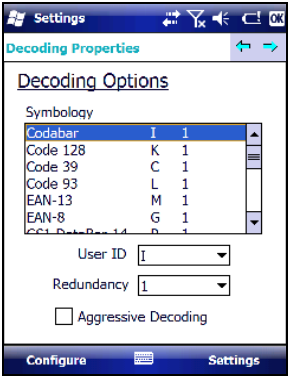 Settings OK
Decoding Properties
Decoding Options
Symbology
Codabar I 1
Code 128 K 1
Code 39 C 1
Code 93 L 1
EAN-13 M 1
EAN-8 G 1
User ID I
Redundancy 1
Aggressive Decoding
Configure Settings